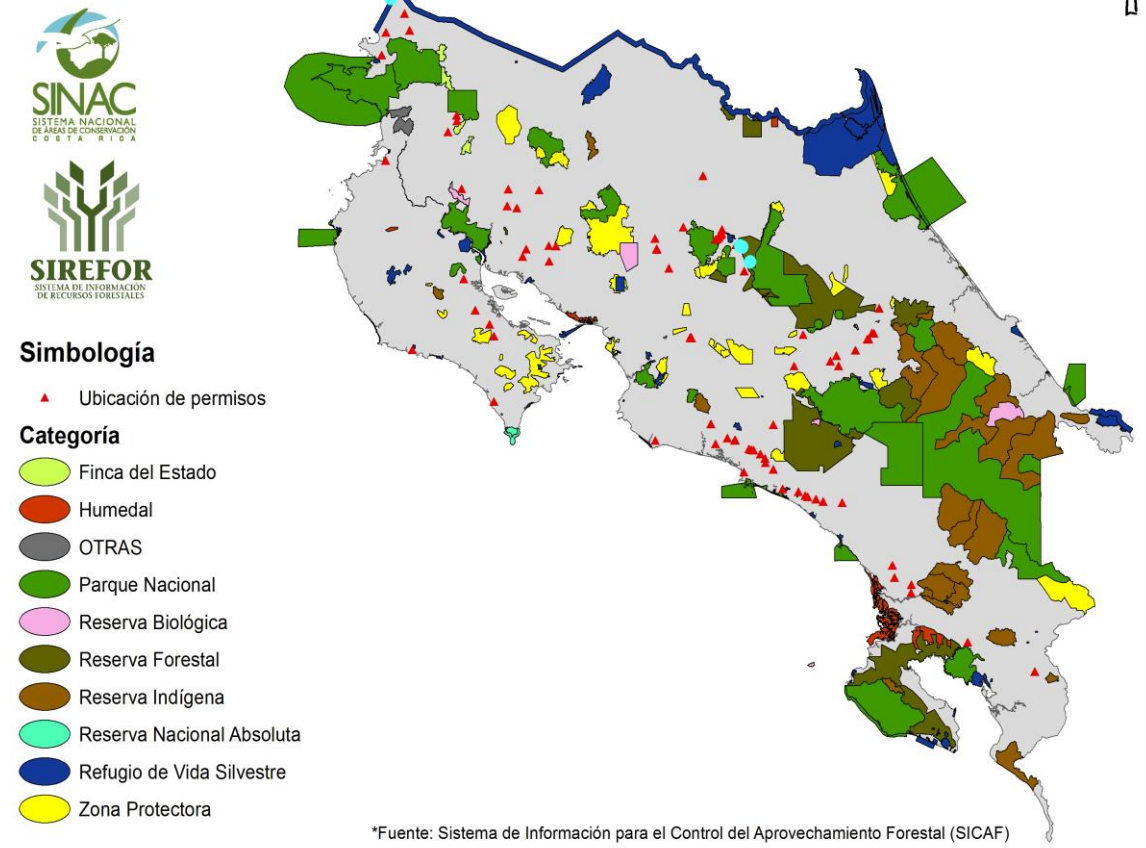 SINAC
SISTEMA NACIONAL
DE ÁREAS DE CONSERVACIÓN
COSTA RICA
SIREFOR
SISTEMA DE INFORMACIÓN
DE RECURSOS FORESTALES
Simbología
Ubicación de permisos
Categoría
Finca del Estado
Humedal
OTRAS
Parque Nacional
Reserva Biológica
Reserva Forestal
Reserva Indígena
Reserva Nacional Absoluta
Refugio de Vida Silvestre
Zona Protectora
*Fuente: Sistema de Información para el Control del Aprovechamiento Forestal (SICAF)